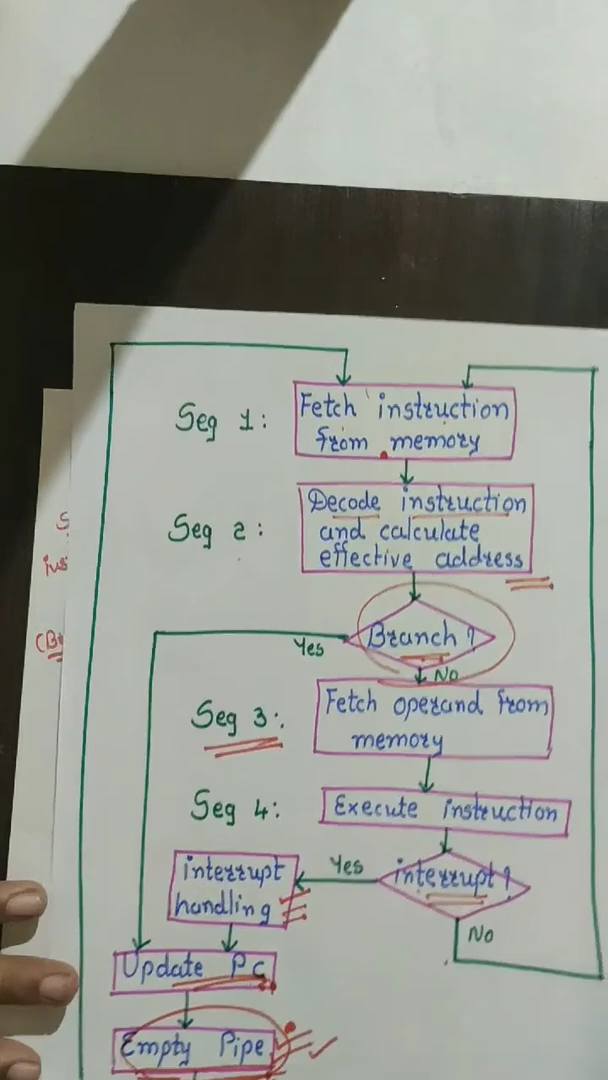 Seg 1:
Fetch instruction
from memory
Seg 2:
Decode instruction
and calculate
effective address
Branch?
Yes
No
Seg 3:
Fetch operand from
memory
Seg 4:
Execute instruction
interrupt?
Yes
interrupt
handling
No
Update PC
Empty Pipe